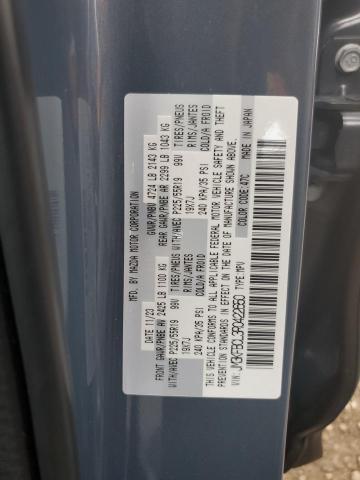 MFD. BY MAZDA MOTOR CORPORATION
DATE 11/23 GVWR/PNBV 4724 LB 2143 KG
FRONT GAWR/PNBE AV 2425 LB 1100 KG REAR GAWR/PNBE AR 2299 LB 1043 KG
WITH/AVEC P225/55R19 99V TIRES/PNEUS WITH/AVEC P225/55R19 99V TIRES/PNEUS
19X7J RIMS/JANTES 19X7J RIMS/JANTES
240 KPA/35 PSI COLD/A FROID 240 KPA/35 PSI COLD/A FROID
THIS VEHICLE CONFORMS TO ALL APPLICABLE FEDERAL MOTOR VEHICLE SAFETY AND THEFT
PREVENTION STANDARDS IN EFFECT ON THE DATE OF MANUFACTURE SHOWN ABOVE.
COLOR CODE/47C MADE IN JAPAN
TYPE:MPV